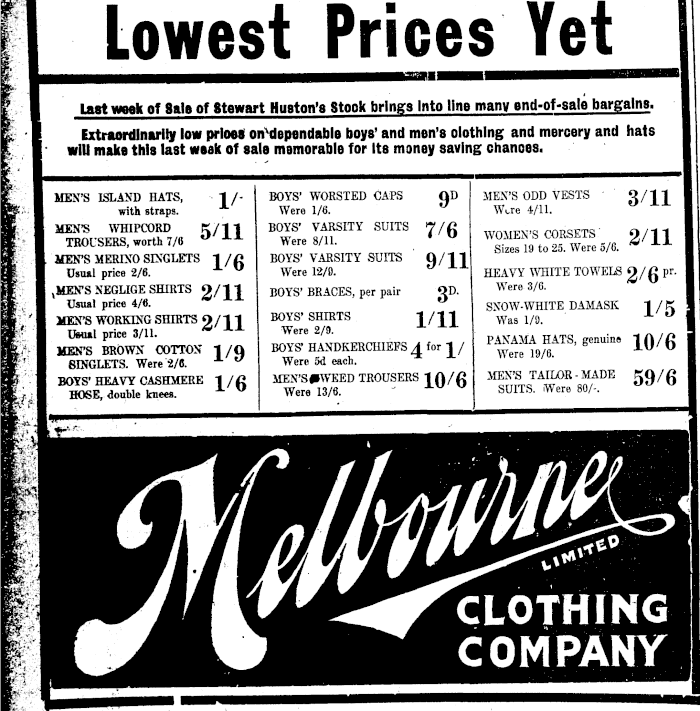 Lowest Prices Yet
Last week of Sale of Stewart Huston's Stock brings into line many end-of-sale bargains.
Extraordinarily low prices on dependable boys' and men's clothing and mercery and hats
will make this last week of sale memorable for its money saving chances.
MEN'S ISLAND HATS, 1/-
with straps.
MEN'S WHIPCORD 5/11
TROUSERS, worth 7/6
MEN'S MERINO SINGLETS 1/6
Usual price 2/6.
MEN'S NEGLIGE SHIRTS 2/11
Usual price 4/6.
MEN'S WORKING SHIRTS 2/11
Usual price 3/11.
MEN'S BROWN COTTON 1/9
SINGLETS. Were 2/6.
BOYS' HEAVY CASHMERE 1/6
HOSE, double knees.
BOYS' WORSTED CAPS 9D
Were 1/6.
BOYS' VARSITY SUITS 7/6
Were 8/11.
BOYS' VARSITY SUITS 9/11
Were 12/9.
BOYS' BRACES, per pair 3D.
BOYS' SHIRTS 1/11
Were 2/9.
BOYS' HANDKERCHIEFS 4 for 1/
Were 5d each.
MEN'S WEED TROUSERS 10/6
Were 13/6.
MEN'S ODD VESTS 3/11
Were 4/11.
WOMEN'S CORSETS 2/11
Sizes 19 to 25. Were 5/6.
HEAVY WHITE TOWELS 2/6 pr.
Were 3/6.
SNOW-WHITE DAMASK 1/5
Was 1/9.
PANAMA HATS, genuine 10/6
Were 19/6.
MEN'S TAILOR-MADE 59/6
SUITS. Were 80/-.
Melbourne
LIMITED
CLOTHING
COMPANY